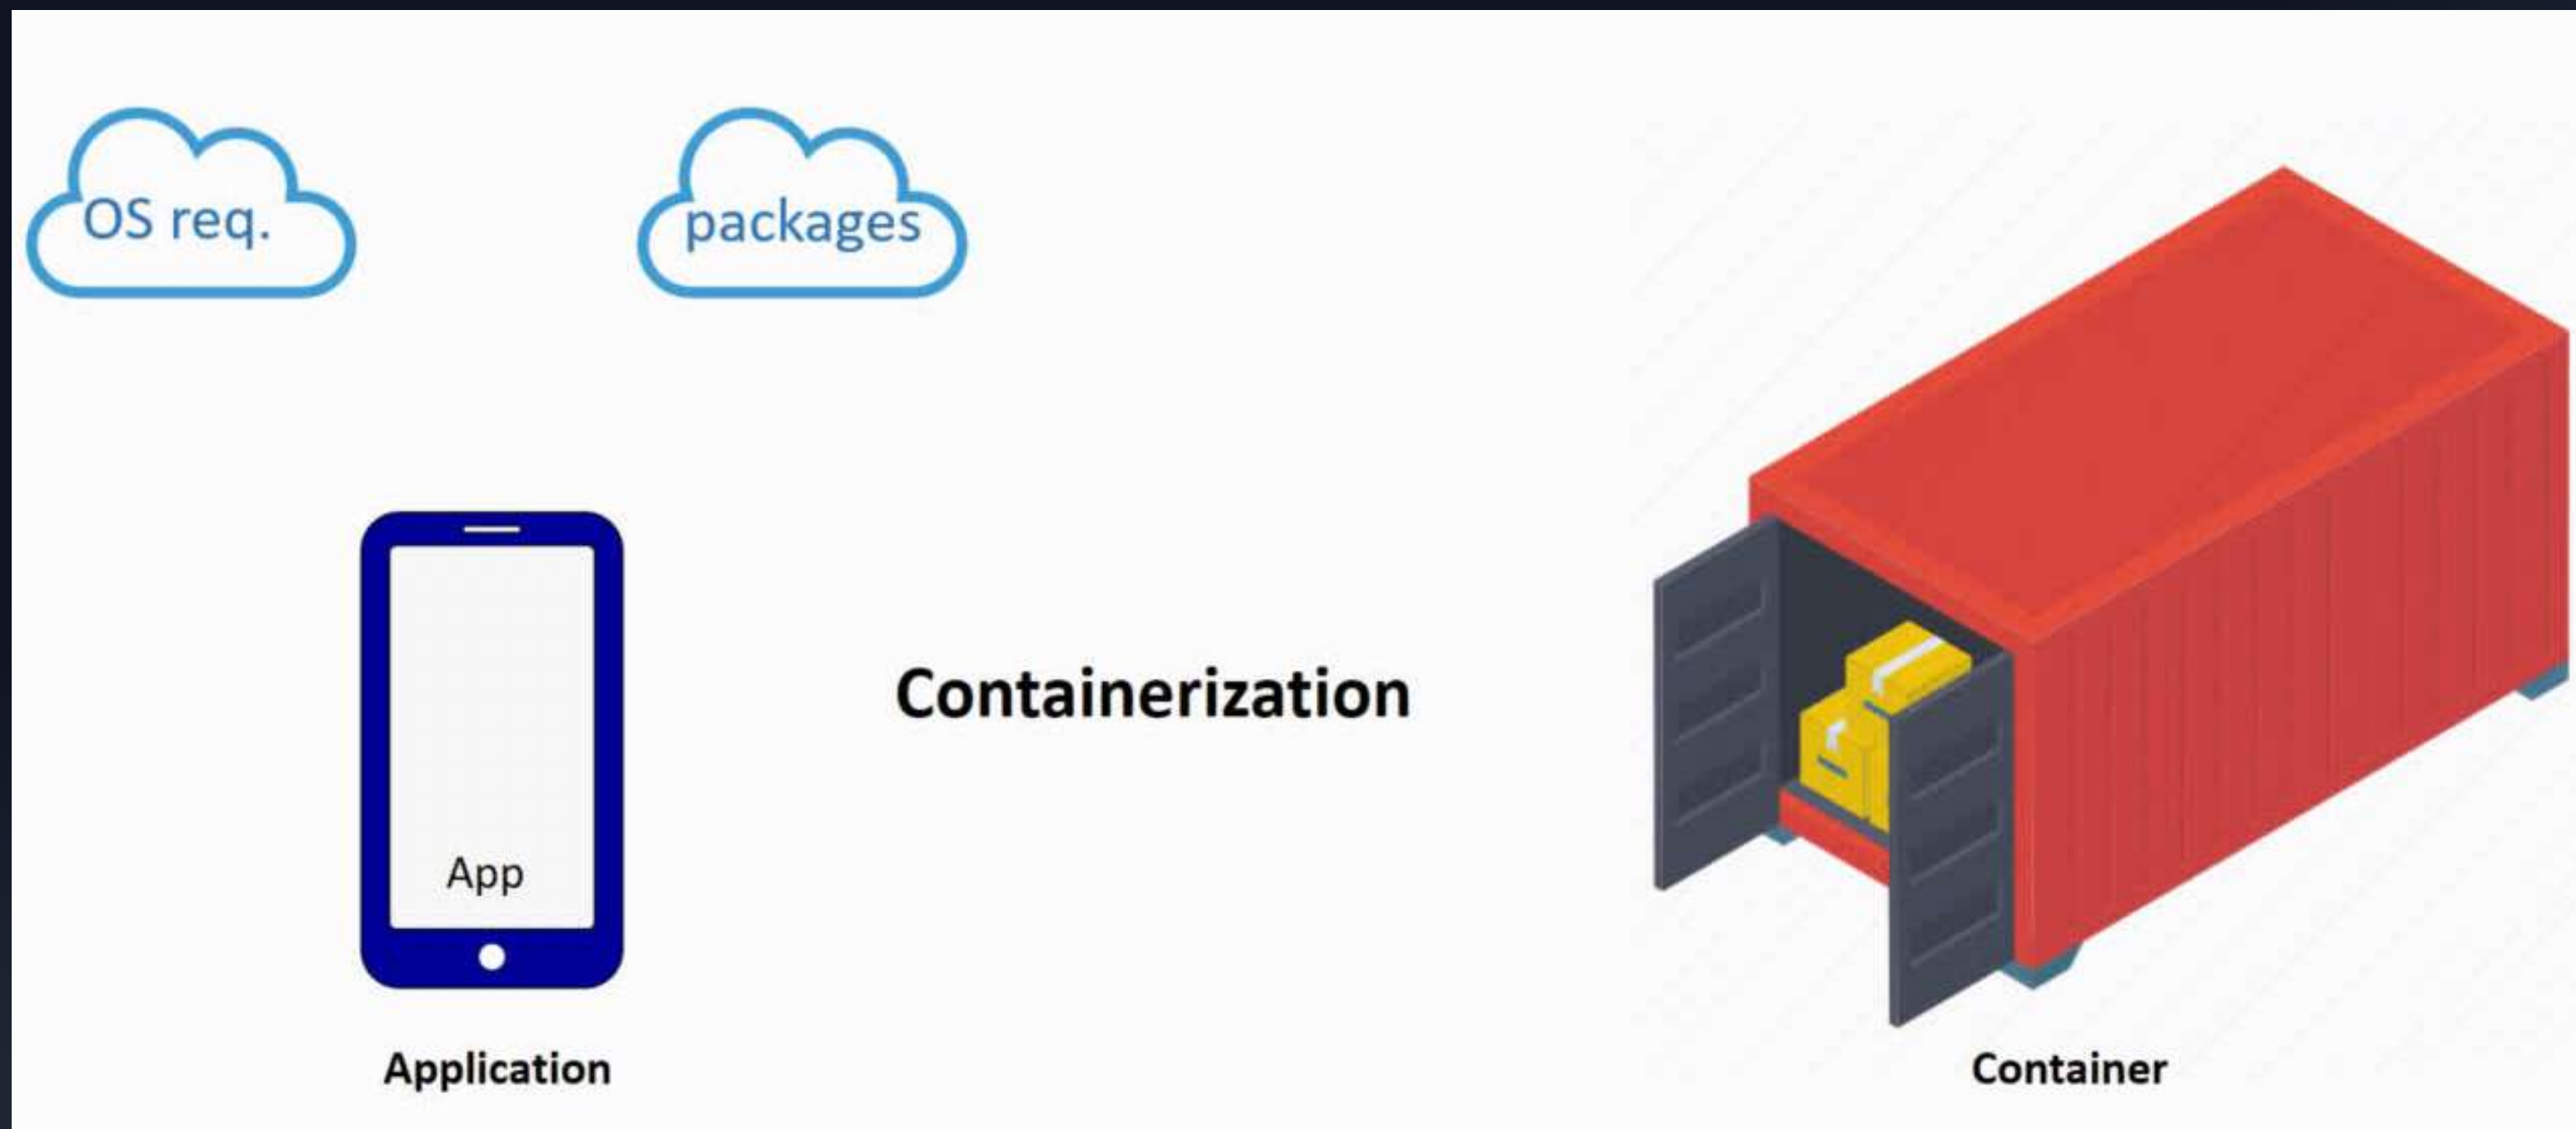 OS req.
packages
App
Containerization
Application
Container